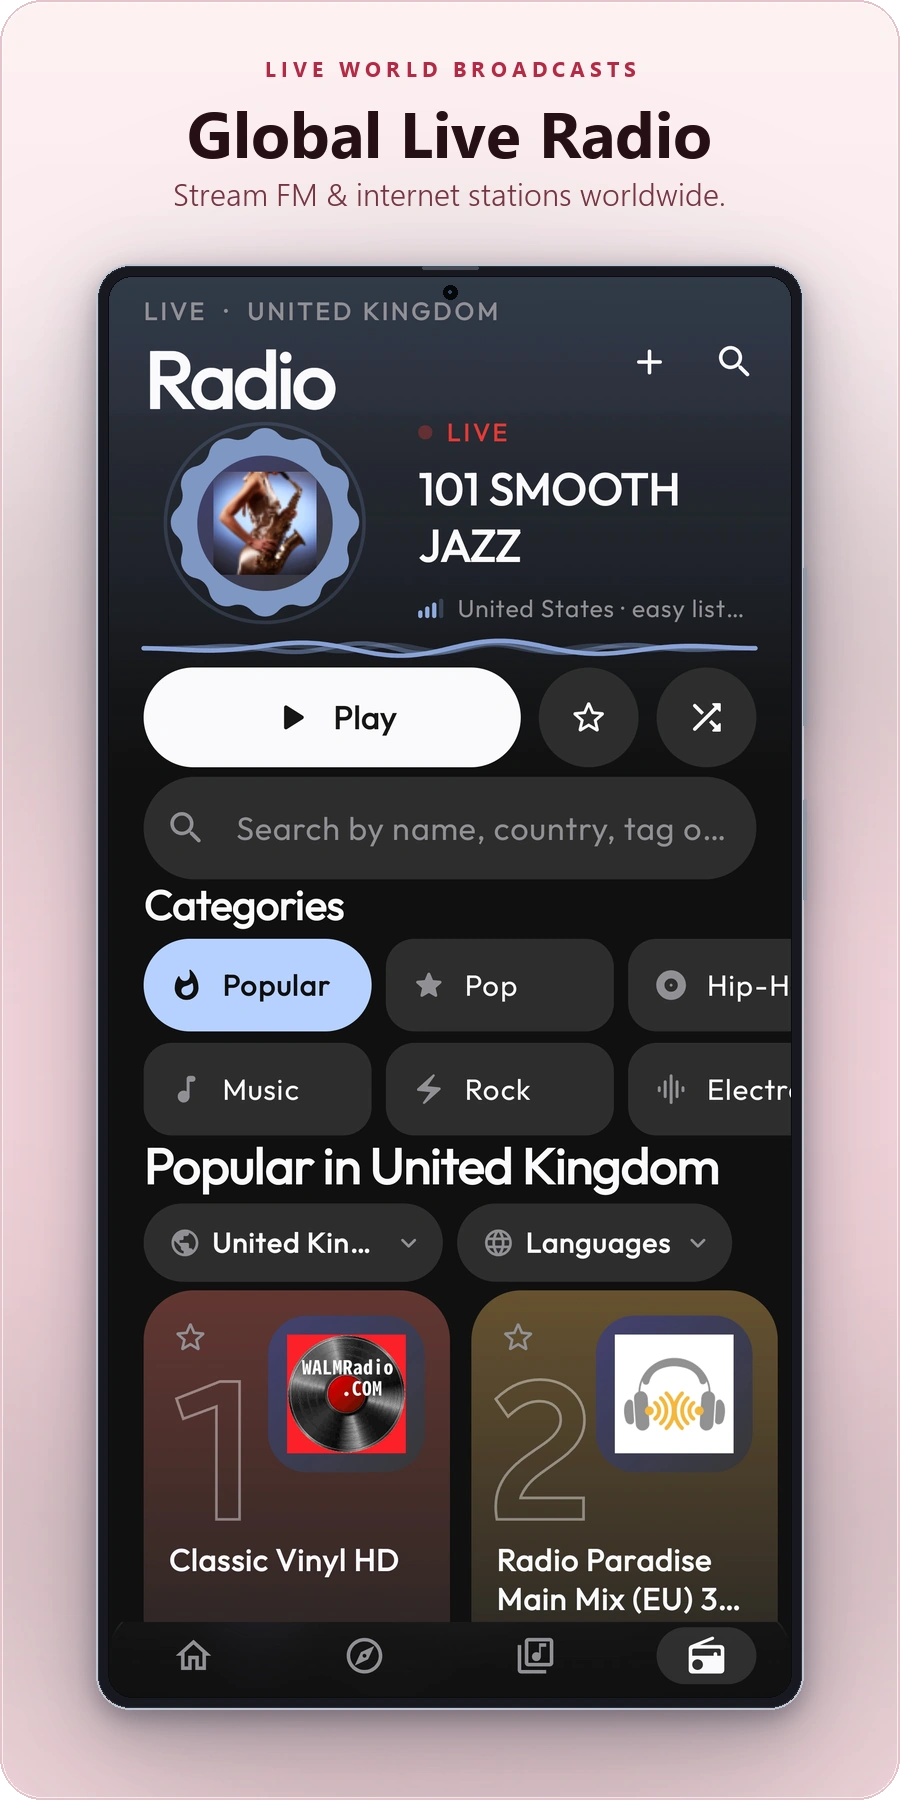 LIVE WORLD BROADCASTS
Global Live Radio
Stream FM & internet stations worldwide.
LIVE · UNITED KINGDOM
Radio
LIVE
101 SMOOTH
JAZZ
United States · easy list...
Play
Search by name, country, tag o...
Categories
Popular
Pop
Hip-H
Music
Rock
Electr
Popular in United Kingdom
United Kin...
Languages
1
WALMRadio
.COM
2
Classic Vinyl HD
Radio Paradise
Main Mix (EU) 3...